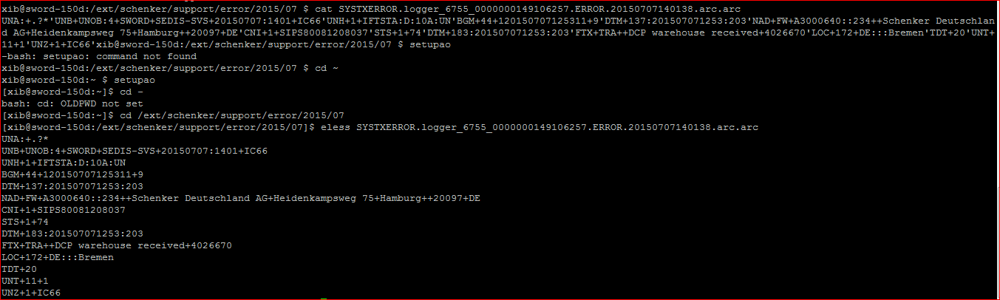 xib@sword-150d:/ext/schenker/support/error/2015/07 $ cat SYSTXERROR.logger_6755_0000000149106257.ERROR.20150707140138.arc.arc
UNA:+.?*'UNB+UNOB:4+SWORD+SEDIS-SVS+20150707:1401+IC66'UNH+1+IFTSTA:D:10A:UN'BGM+44+120150707125311+9'DTM+137:201507071253:203'NAD+FW+A3000640::234++Schenker Deutschlan
d AG+Heidenkampsweg 75+Hamburg++20097+DE'CNI+1+SIPS80081208037'STS+1+74'DTM+183:201507071253:203'FTX+TRA++DCP warehouse received+4026670'LOC+172+DE:::Bremen'TDT+20'UNT+
11+1'UNZ+1+IC66'xib@sword-150d:/ext/schenker/support/error/2015/07 $ setupao
-bash: setupao: command not found
xib@sword-150d:/ext/schenker/support/error/2015/07 $ cd ~
xib@sword-150d:~ $ setupao
[xib@sword-150d:~]$ cd -
bash: cd: OLDPWD not set
[xib@sword-150d:~]$ cd /ext/schenker/support/error/2015/07
[xib@sword-150d:/ext/schenker/support/error/2015/07]$ eless SYSTXERROR.logger_6755_0000000149106257.ERROR.20150707140138.arc.arc
UNA:+.?*
UNB+UNOB:4+SWORD+SEDIS-SVS+20150707:1401+IC66
UNH+1+IFTSTA:D:10A:UN
BGM+44+120150707125311+9
DTM+137:201507071253:203
NAD+FW+A3000640::234++Schenker Deutschland AG+Heidenkampsweg 75+Hamburg++20097+DE
CNI+1+SIPS80081208037
STS+1+74
DTM+183:201507071253:203
FTX+TRA++DCP warehouse received+4026670
LOC+172+DE:::Bremen
TDT+20
UNT+11+1
UNZ+1+IC66